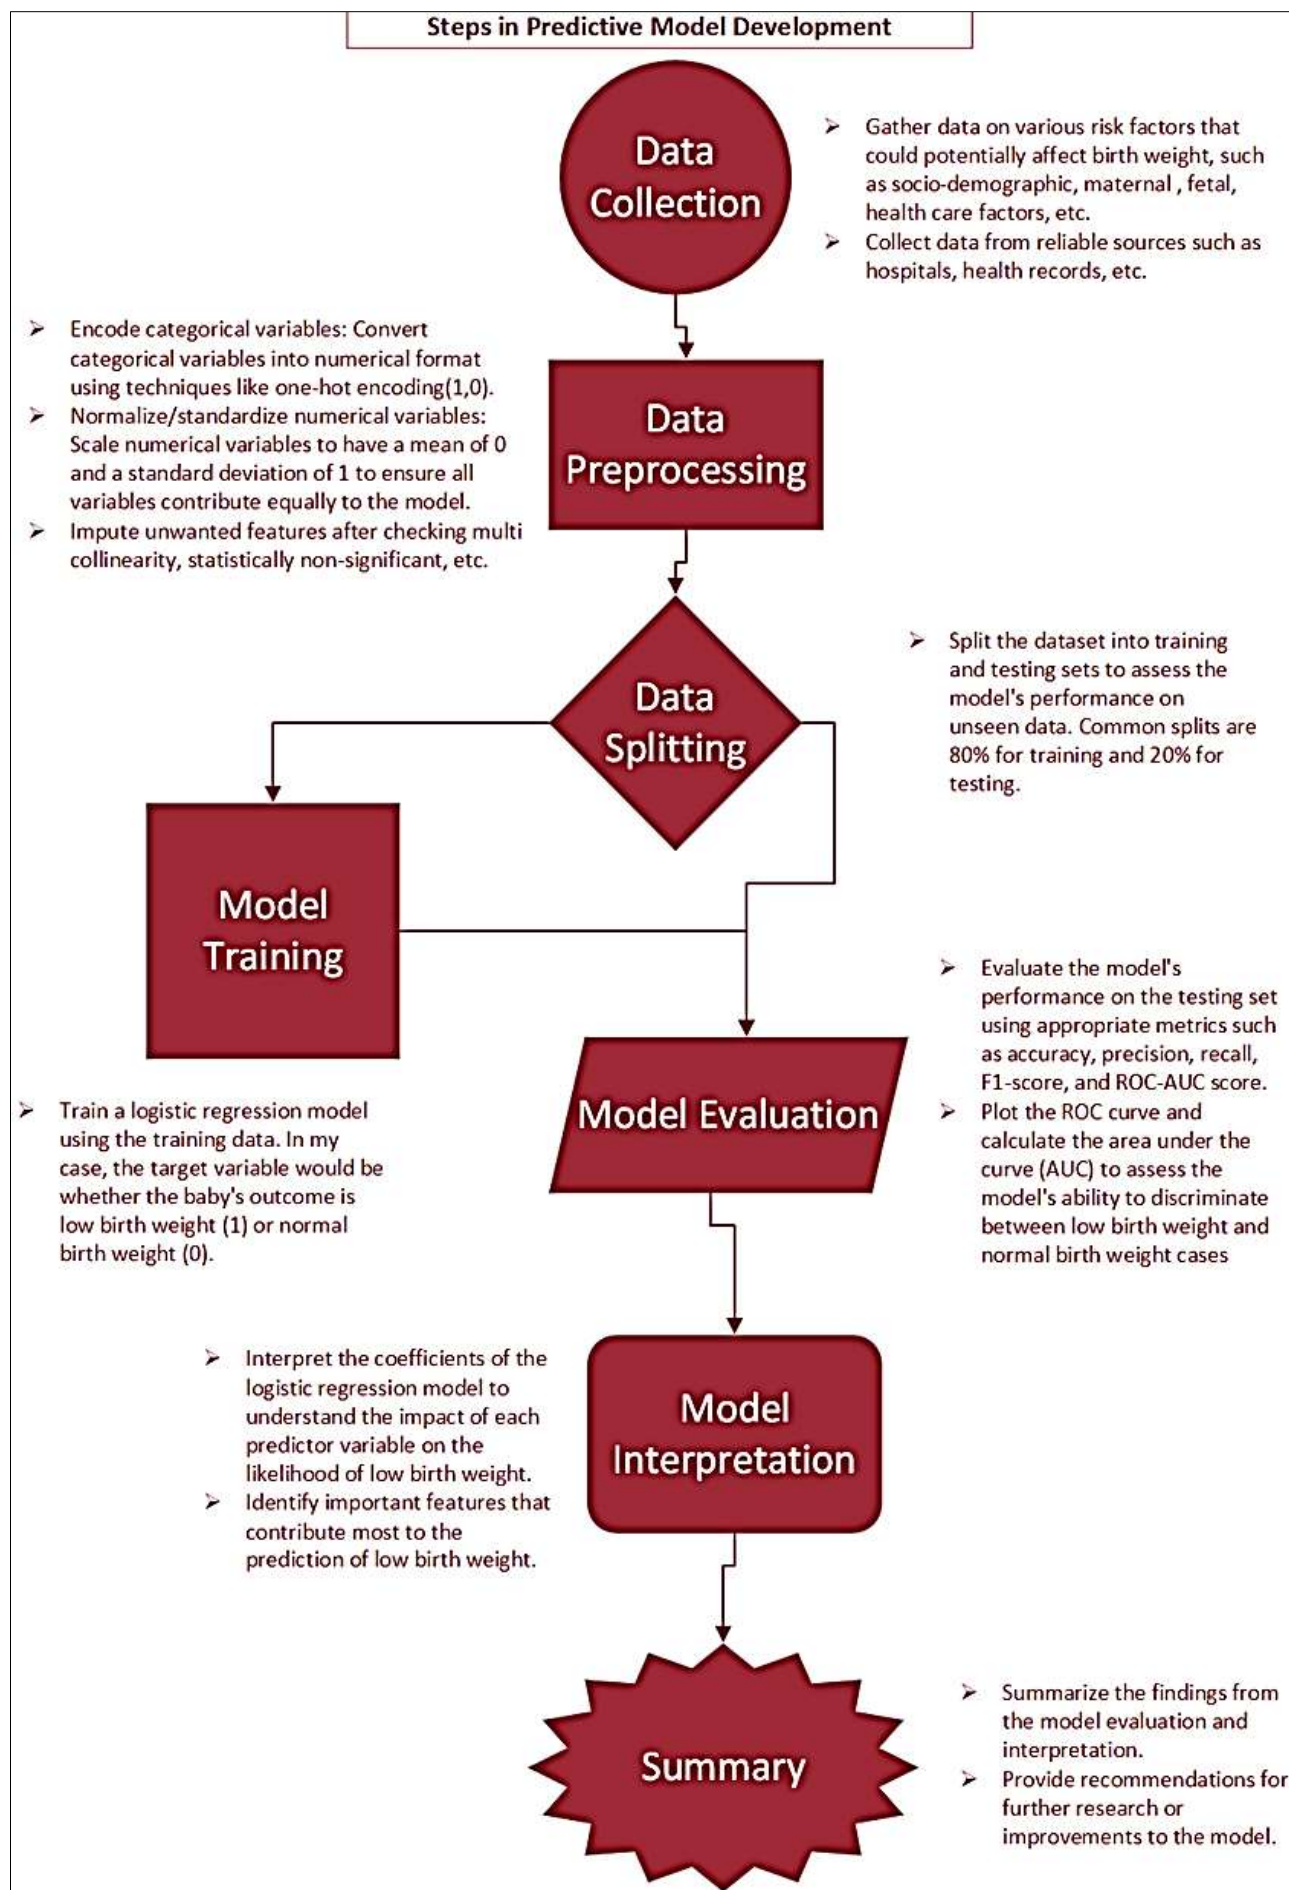 Steps in Predictive Model Development
Data
Collection
➢ Gather data on various risk factors that
could potentially affect birth weight, such
as socio-demographic, maternal , fetal,
health care factors, etc.
➢ Collect data from reliable sources such as
hospitals, health records, etc.
➢ Encode categorical variables: Convert
categorical variables into numerical format
using techniques like one-hot encoding(1,0).
➢ Normalize/standardize numerical variables:
Scale numerical variables to have a mean of 0
and a standard deviation of 1 to ensure all
variables contribute equally to the model.
➢ Impute unwanted features after checking multi
collinearity, statistically non-significant, etc.
Data
Preprocessing
Data
Splitting
➢ Split the dataset into training
and testing sets to assess the
model's performance on
unseen data. Common splits are
80% for training and 20% for
testing.
Model
Training
➢ Train a logistic regression model
using the training data. In my
case, the target variable would be
whether the baby's outcome is
low birth weight (1) or normal
birth weight (0).
Model Evaluation
➢ Evaluate the model's
performance on the testing set
using appropriate metrics such
as accuracy, precision, recall,
F1-score, and ROC-AUC score.
➢ Plot the ROC curve and
calculate the area under the
curve (AUC) to assess the
model's ability to discriminate
between low birth weight and
normal birth weight cases
➢ Interpret the coefficients of the
logistic regression model to
understand the impact of each
predictor variable on the
likelihood of low birth weight.
➢ Identify important features that
contribute most to the
prediction of low birth weight.
Model
Interpretation
Summary
➢ Summarize the findings from
the model evaluation and
interpretation.
➢ Provide recommendations for
further research or
improvements to the model.